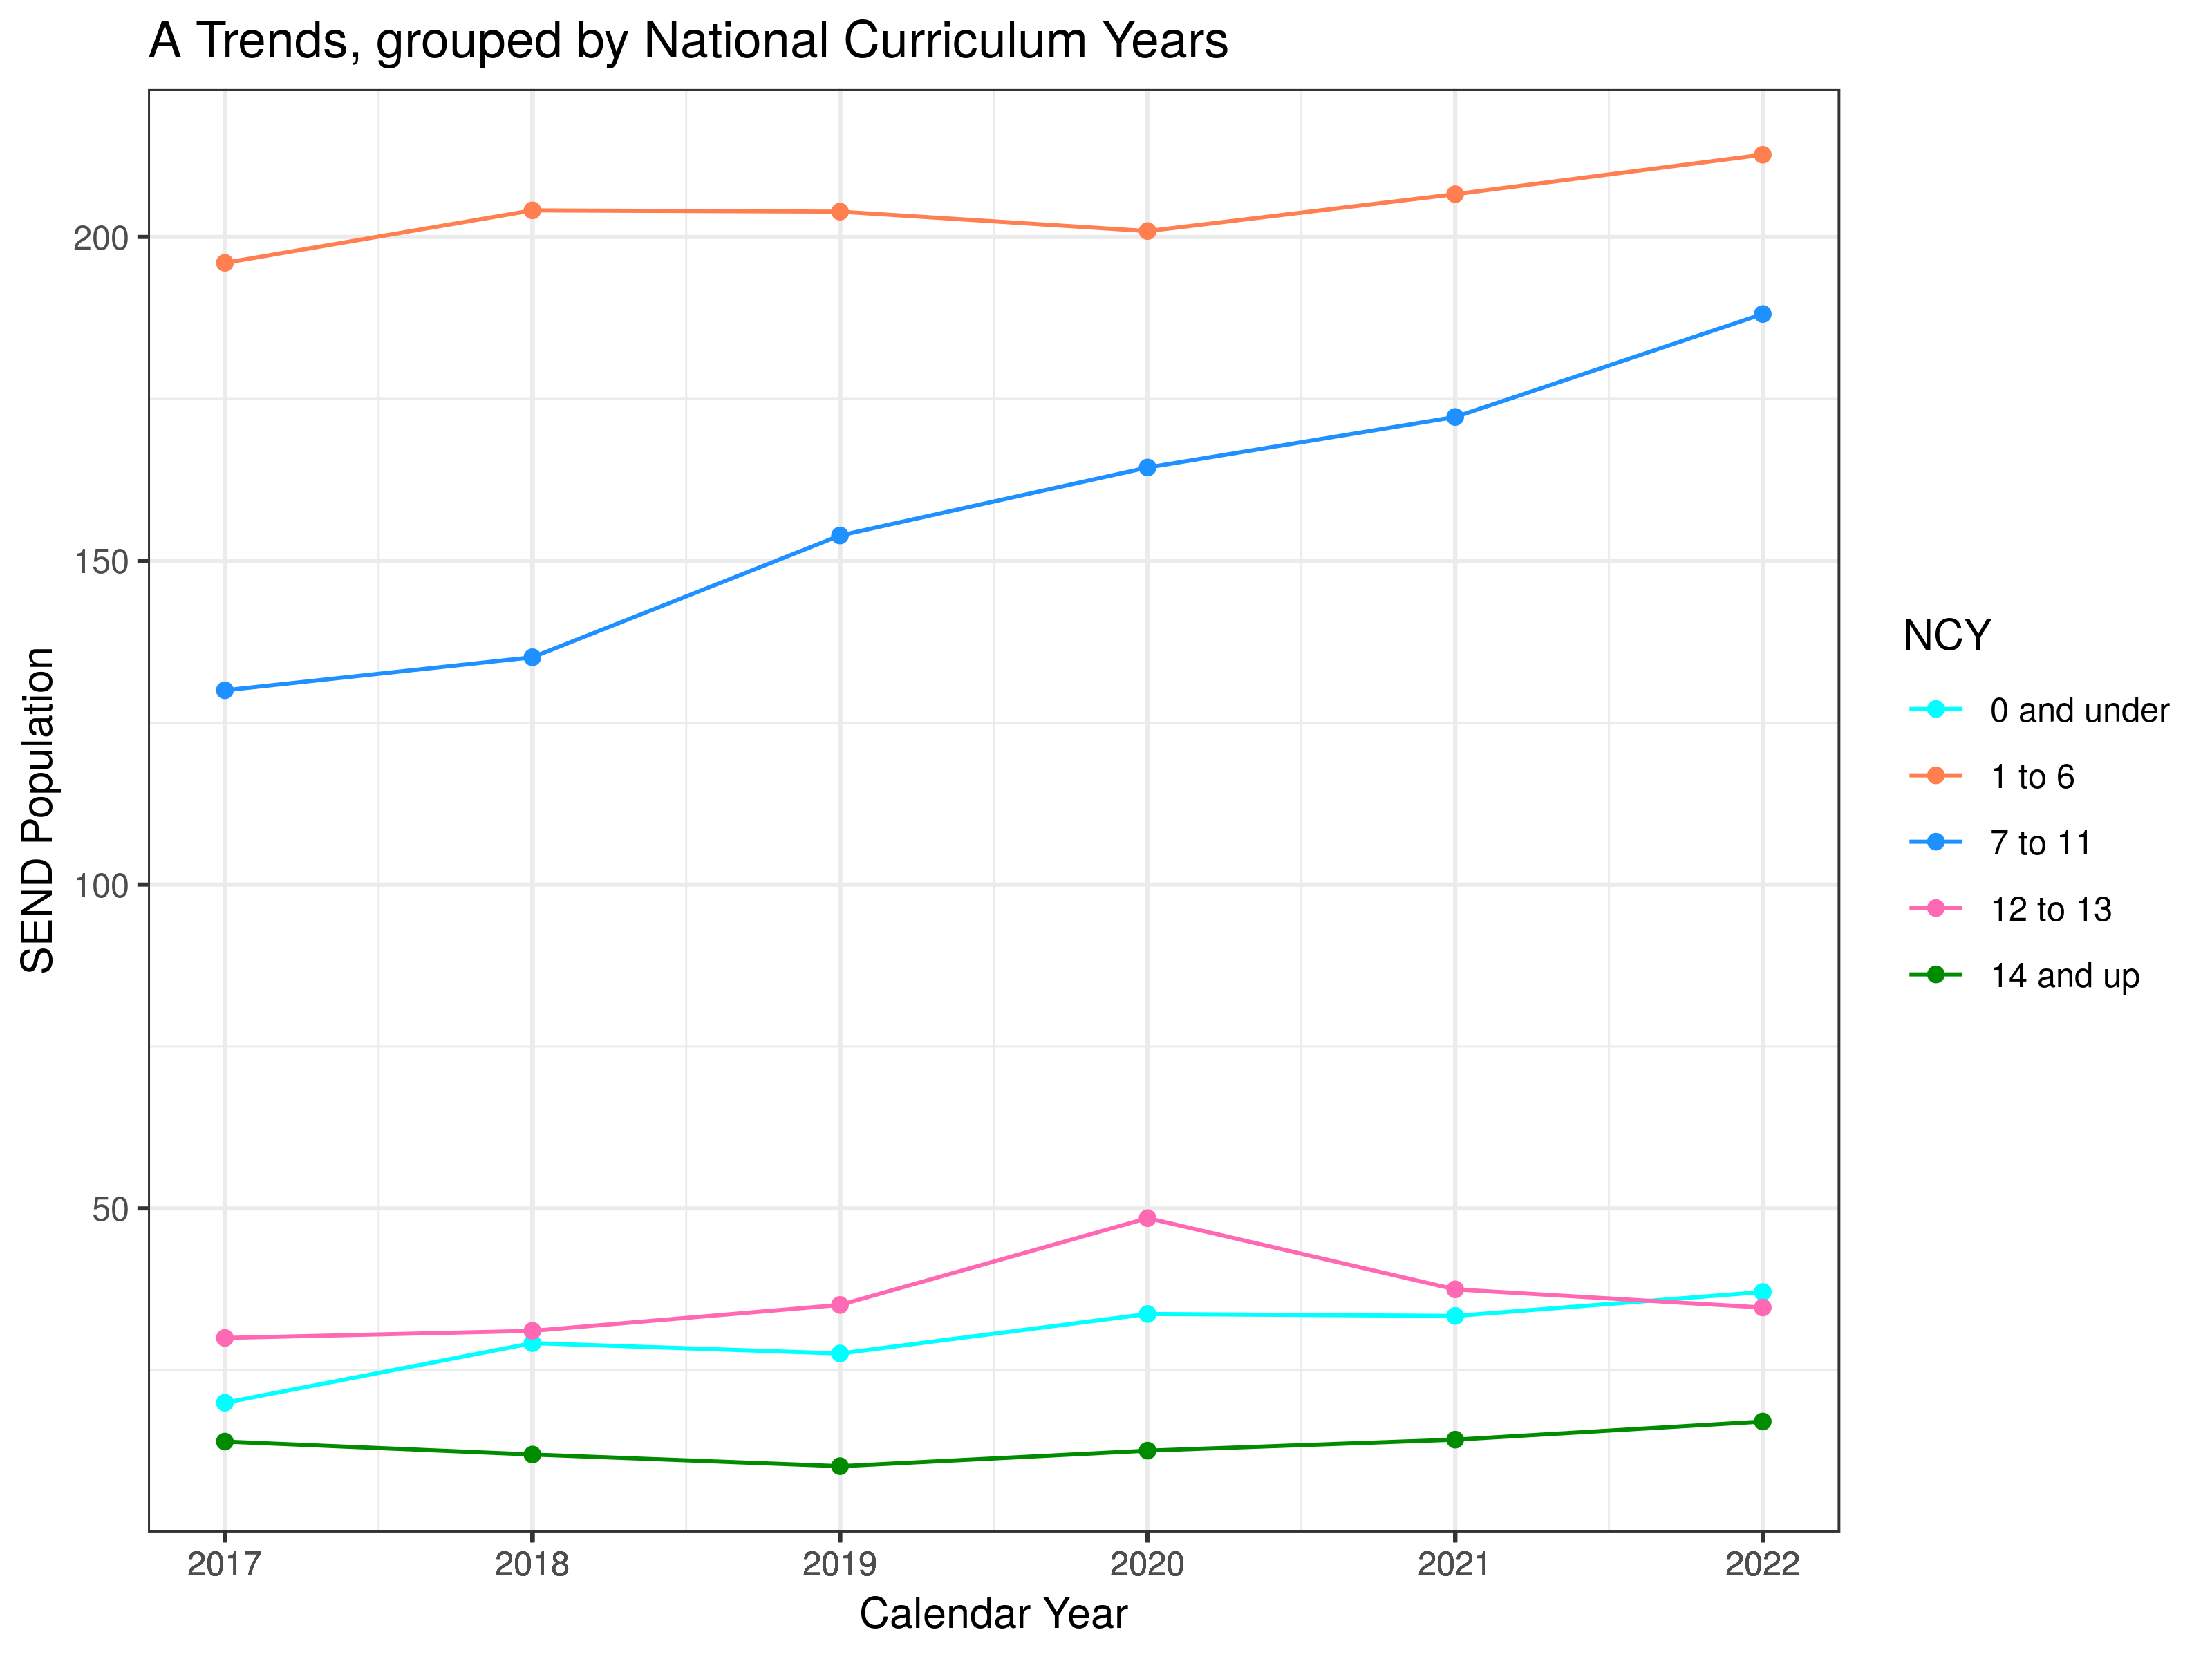 A Trends, grouped by National Curriculum Years
200
150
100
50
SEND Population
2017 2018 2019 2020 2021 2022
Calendar Year
NCY
0 and under
1 to 6
7 to 11
12 to 13
14 and up